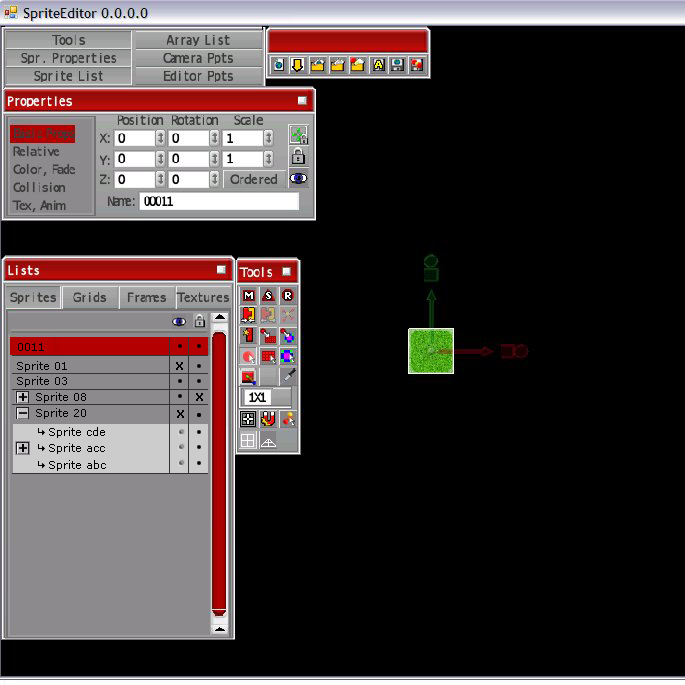 SpriteEditor 0.0.0.0
Tools Array List
Spr. Properties Camera Ppts
Sprite List Editor Ppts
Properties
Position Rotation Scale
Basic Props X: 0 0 1
Relative
Color, Fade Y: 0 0 1
Collision Z: 0 0 Ordered
Tex, Anim Name: 00011
Lists Tools
Sprites Grids Frames Textures
M S R
0011
Sprite 01 X
Sprite 03
+ Sprite 08 X
1X1
− Sprite 20 X
↳ Sprite cde
+ ↳ Sprite acc
↳ Sprite abc